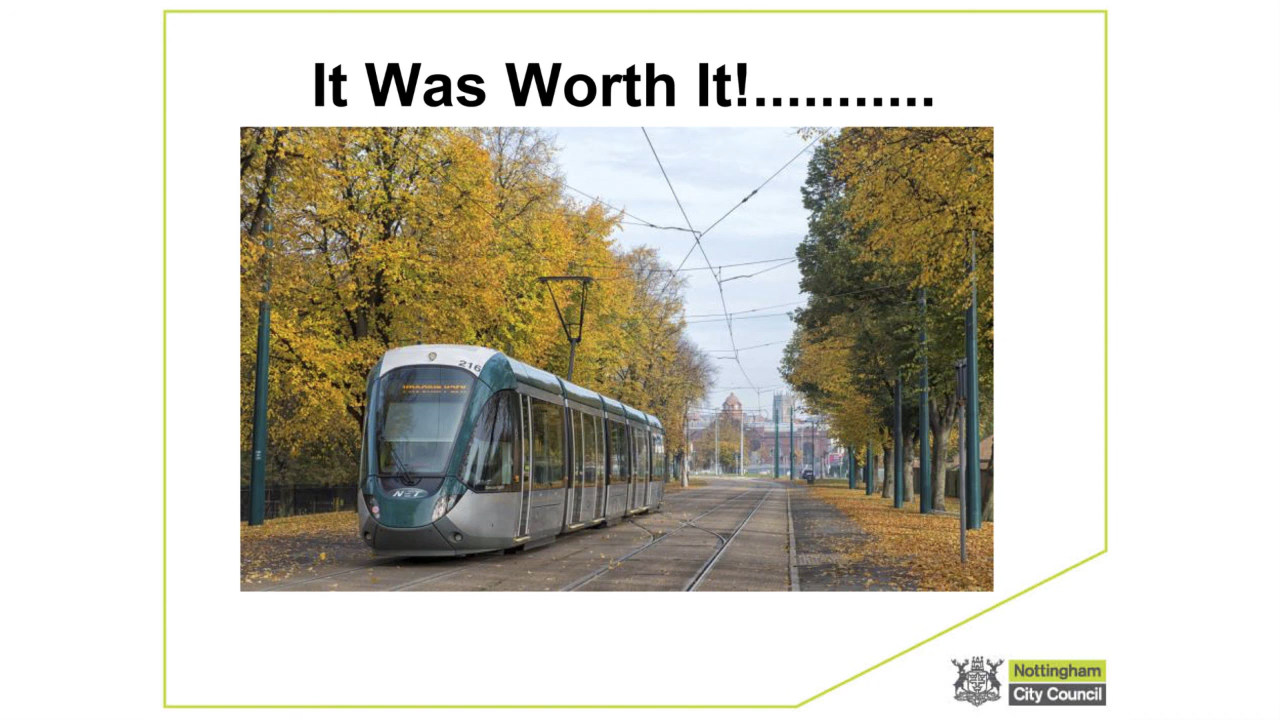 It Was Worth It!...........
216
NET
Nottingham
City Council